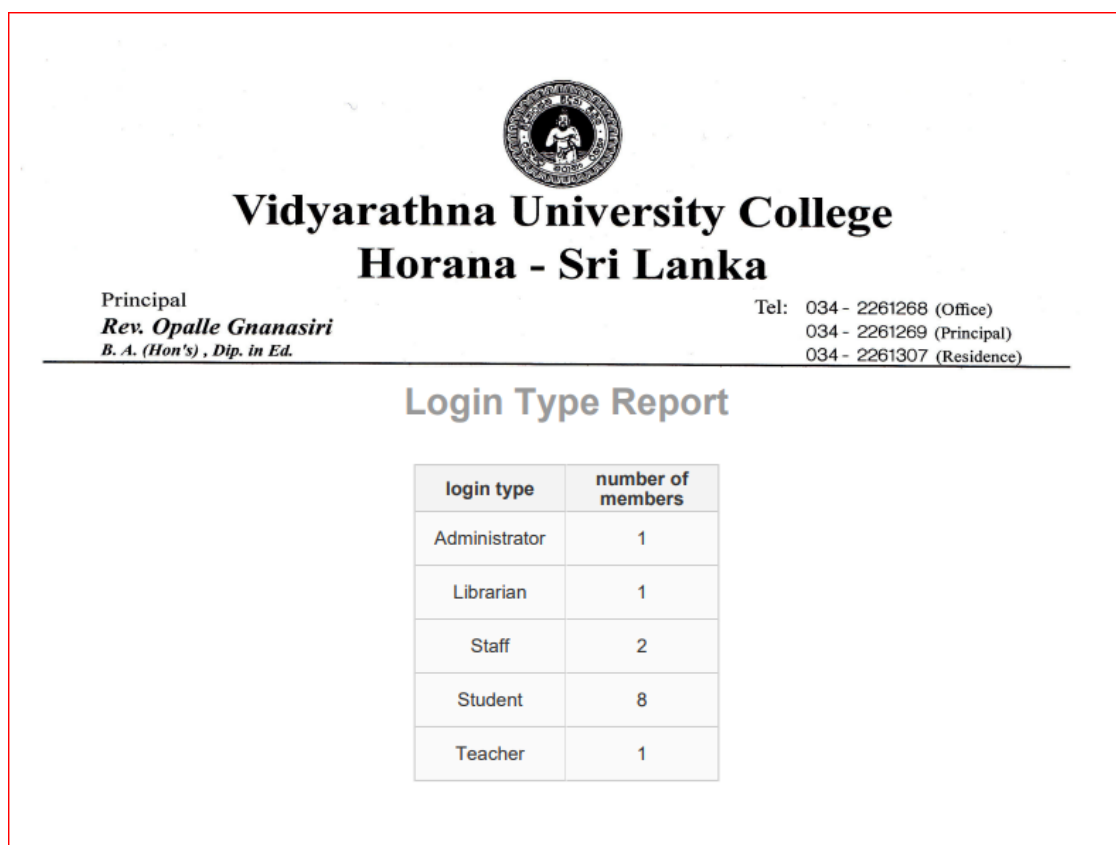 Vidyarathna University College
Horana - Sri Lanka
Principal
Rev. Opalle Gnanasiri
B. A. (Hon's) , Dip. in Ed.
Tel: 034 - 2261268 (Office)
034 - 2261269 (Principal)
034 - 2261307 (Residence)
Login Type Report
login type number of members
Administrator 1
Librarian 1
Staff 2
Student 8
Teacher 1